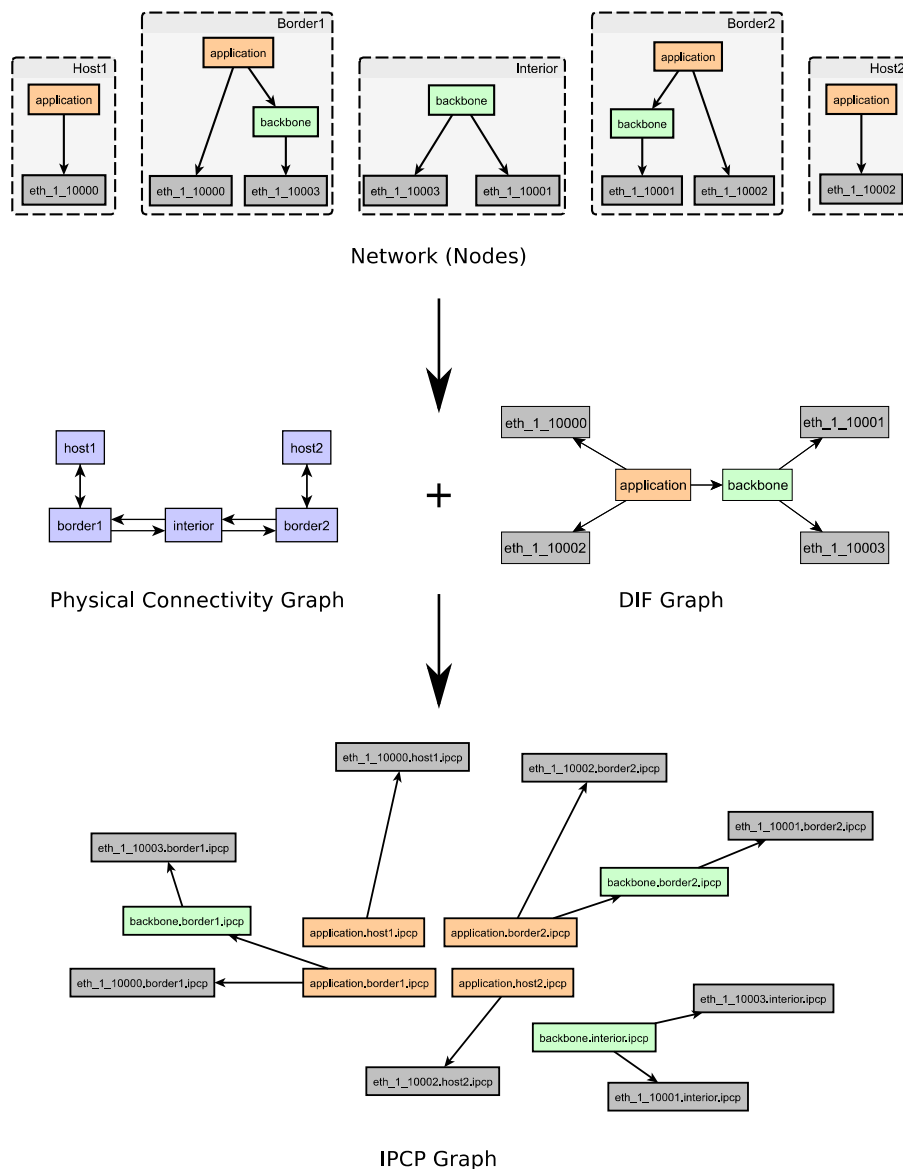 Border1
Border2
application
application
Host1
Interior
Host2
application
backbone
application
backbone
backbone
eth_1_10000
eth_1_10000
eth_1_10003
eth_1_10003
eth_1_10001
eth_1_10001
eth_1_10002
eth_1_10002
Network (Nodes)
eth_1_10000
eth_1_10001
host1
host2
+
application
backbone
border1
interior
border2
eth_1_10002
eth_1_10003
Physical Connectivity Graph
DIF Graph
eth_1_10000.host1.ipcp
eth_1_10002.border2.ipcp
eth_1_10001.border2.ipcp
eth_1_10003.border1.ipcp
backbone.border2.ipcp
backbone.border1.ipcp
application.host1.ipcp
application.border2.ipcp
eth_1_10000.border1.ipcp
application.border1.ipcp
application.host2.ipcp
eth_1_10003.interior.ipcp
backbone.interior.ipcp
eth_1_10002.host2.ipcp
eth_1_10001.interior.ipcp
IPCP Graph